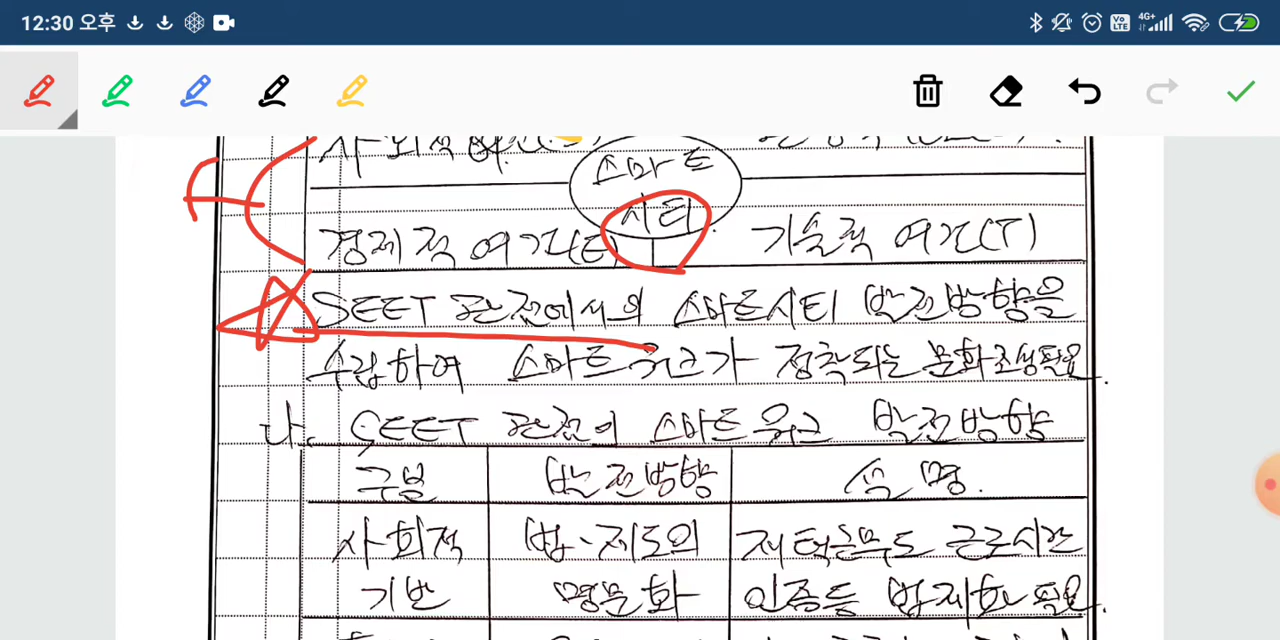 12:30 오후 Vo LTE 4G+
스마트
시티
경제적 여건(E) 기술적 여건(T)
SEET 관점에서의 스마트시티 발전방향을
수립하여 스마트워크가 정착되는 문화조성필요.
나. SEET 관점의 스마트워크 발전방향
구분 발전방향 설명.
사회적 법·제도의 재택근무도 근로시간
기반 명문화 인증등 법제화 필요.